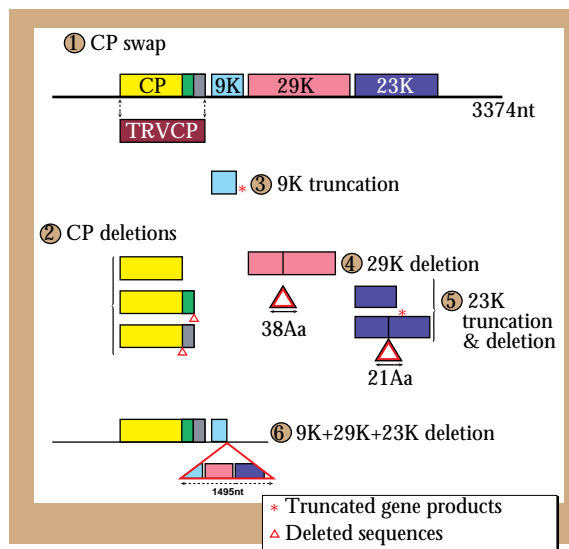 1 CP swap
CP 9K 29K 23K
3374nt
TRVCP
* 3 9K truncation
2 CP deletions
4 29K deletion
38Aa
* 5 23K
truncation
& deletion
21Aa
6 9K+29K+23K deletion
1495nt
* Truncated gene products
△ Deleted sequences